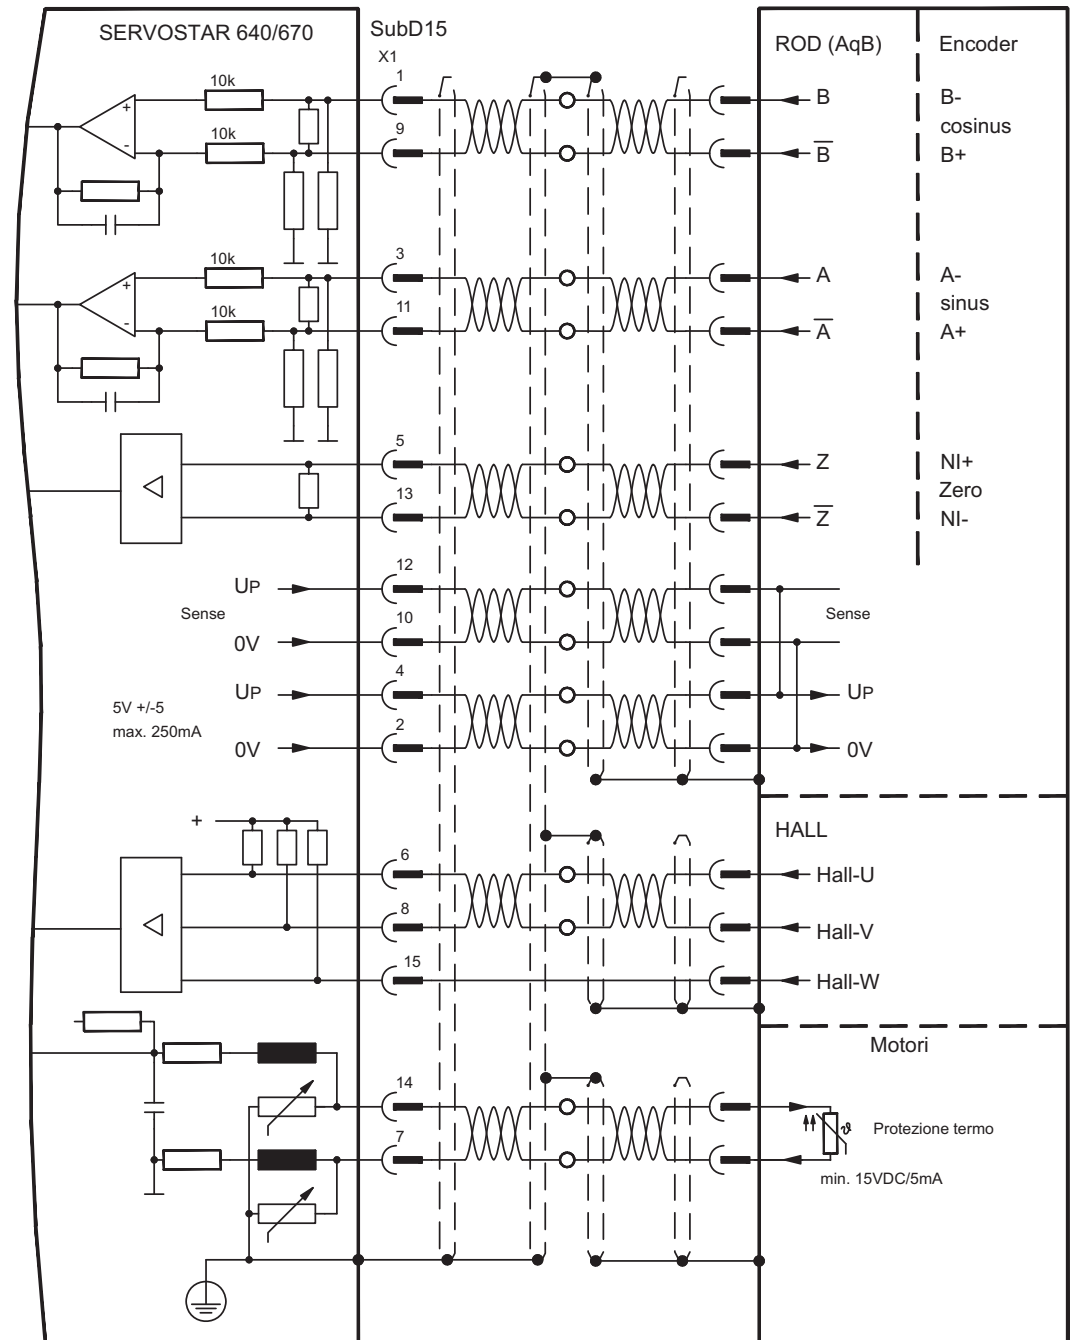 SERVOSTAR 640/670
SubD15
X1
ROD (AqB)
Encoder
10k
1
B
B-
cosinus
10k
9
B̅
B+
+
-
10k
3
A
A-
sinus
10k
11
A̅
A+
+
-
5
Z
NI+
Zero
13
Z̅
NI-
UP
12
Sense
Sense
0V
10
UP
4
UP
5V +/-5
max. 250mA
0V
2
0V
+
HALL
6
Hall-U
8
Hall-V
15
Hall-W
Motori
14
ϑ
Protezione termo
7
min. 15VDC/5mA